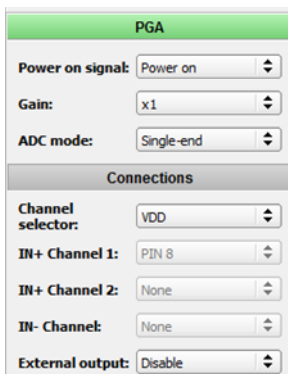 PGA
Power on signal: Power on
Gain: x1
ADC mode: Single-end
Connections
Channel
selector: VDD
IN+ Channel 1: PIN 8
IN+ Channel 2: None
IN- Channel: None
External output: Disable